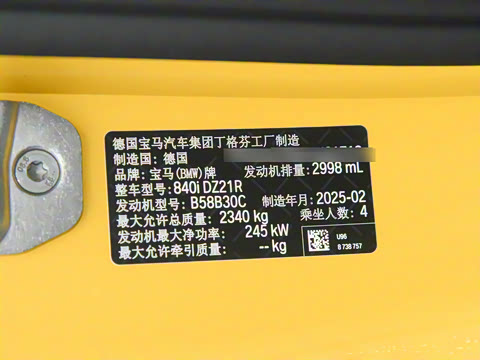 德国宝马汽车集团丁格芬工厂制造
制造国: 德国
品牌: 宝马(BMW)牌 发动机排量: 2998 mL
整车型号: 840i DZ21R
发动机型号: B58B30C 制造年月: 2025-02
最大允许总质量: 2340 kg 乘坐人数: 4
发动机最大净功率: 245 kW
最大允许牵引质量: -- kg
U96
8 738 757